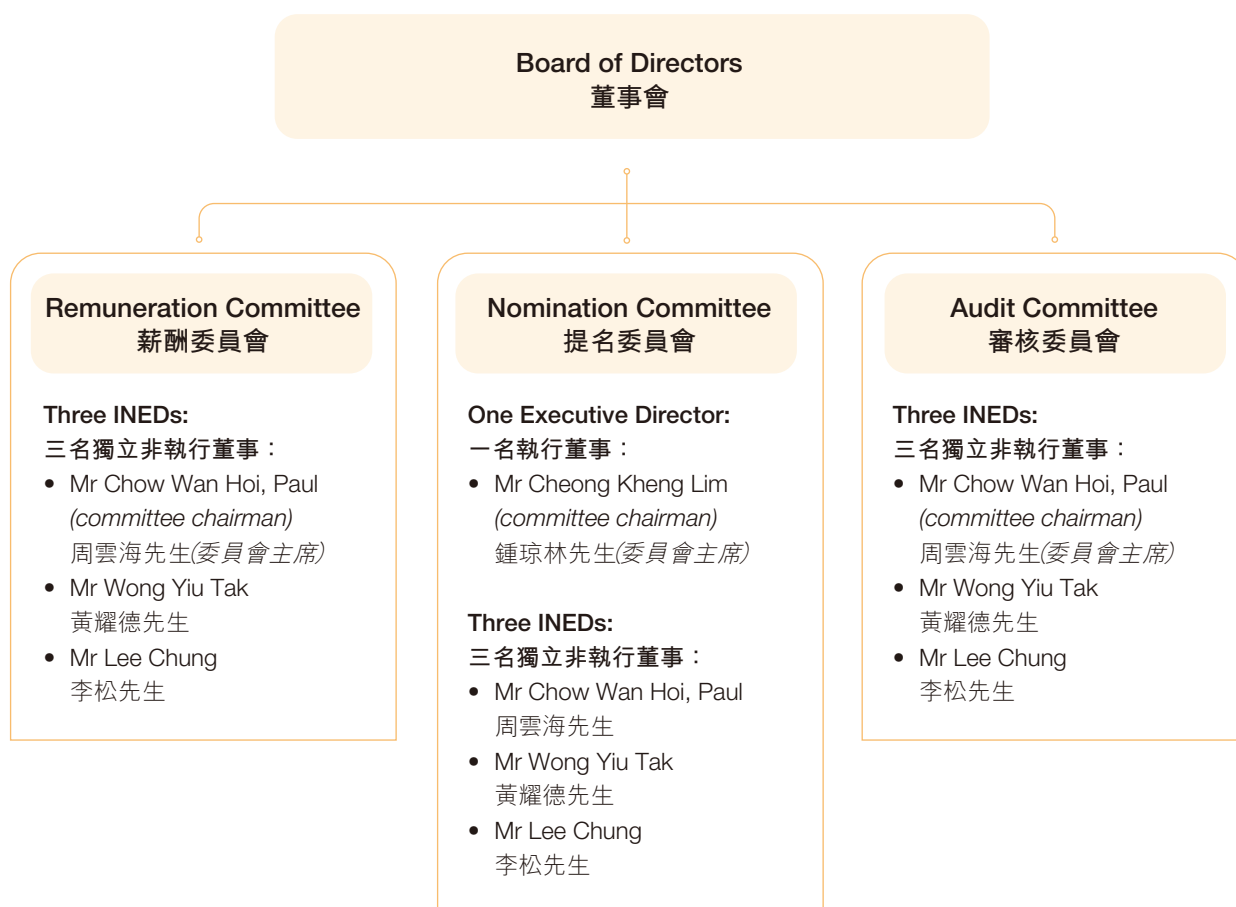 Board of Directors
董事會
Remuneration Committee
薪酬委員會
Three INEDs:
三名獨立非執行董事：
• Mr Chow Wan Hoi, Paul
(committee chairman)
周雲海先生(委員會主席)
• Mr Wong Yiu Tak
黃耀德先生
• Mr Lee Chung
李松先生
Nomination Committee
提名委員會
One Executive Director:
一名執行董事：
• Mr Cheong Kheng Lim
(committee chairman)
鍾琼林先生(委員會主席)
Three INEDs:
三名獨立非執行董事：
• Mr Chow Wan Hoi, Paul
周雲海先生
• Mr Wong Yiu Tak
黃耀德先生
• Mr Lee Chung
李松先生
Audit Committee
審核委員會
Three INEDs:
三名獨立非執行董事：
• Mr Chow Wan Hoi, Paul
(committee chairman)
周雲海先生(委員會主席)
• Mr Wong Yiu Tak
黃耀德先生
• Mr Lee Chung
李松先生